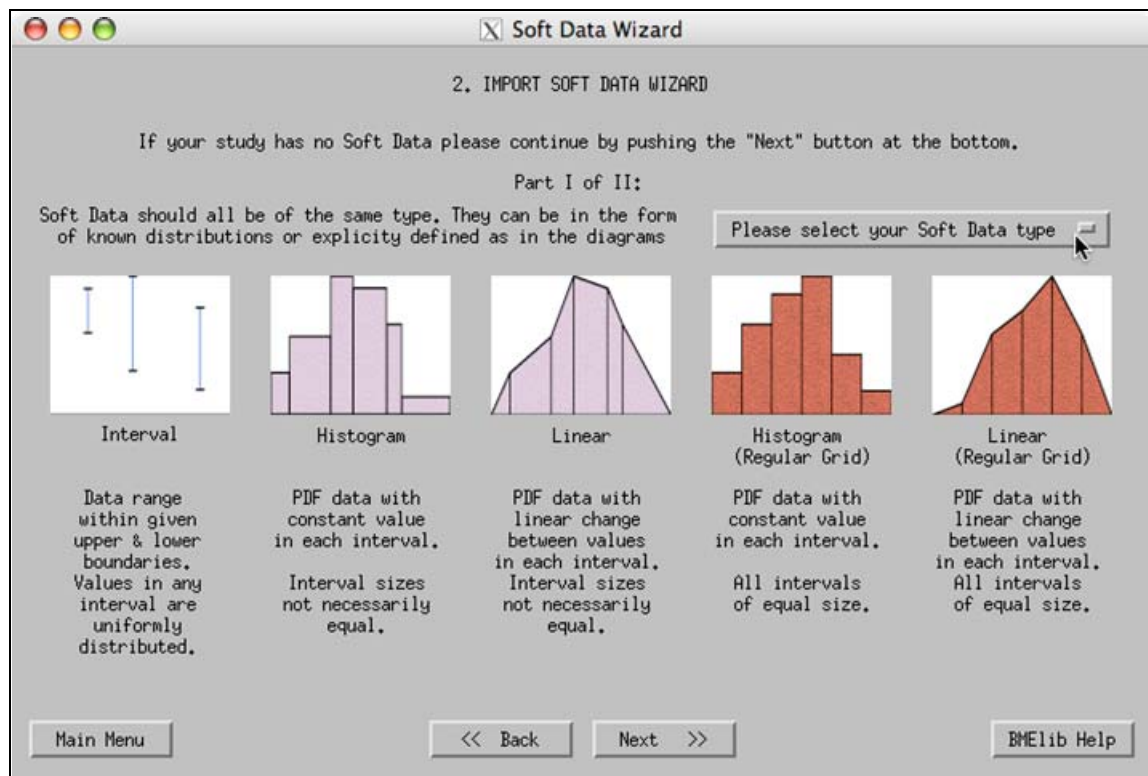 X Soft Data Wizard
2. IMPORT SOFT DATA WIZARD
If your study has no Soft Data please continue by pushing the "Next" button at the bottom.
Part I of II:
Soft Data should all be of the same type. They can be in the form
of known distributions or explicity defined as in the diagrams
Please select your Soft Data type
Interval
Data range
within given
upper & lower
boundaries.
Values in any
interval are
uniformly
distributed.
Histogram
PDF data with
constant value
in each interval.
Interval sizes
not necessarily
equal.
Linear
PDF data with
linear change
between values
in each interval.
Interval sizes
not necessarily
equal.
Histogram
(Regular Grid)
PDF data with
constant value
in each interval.
All intervals
of equal size.
Linear
(Regular Grid)
PDF data with
linear change
between values
in each interval.
All intervals
of equal size.
Main Menu
<< Back
Next >>
BMElib Help